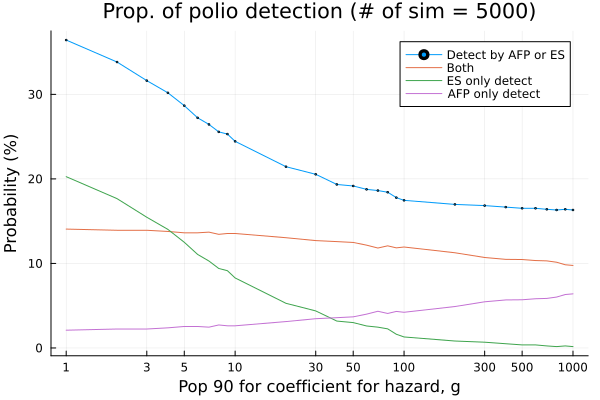 Prop. of polio detection (# of sim = 5000)
Detect by AFP or ES
Both
ES only detect
AFP only detect
Probability (%)
30
20
10
0
1 3 5 10 30 50 100 300 500 1000
Pop 90 for coefficient for hazard, g